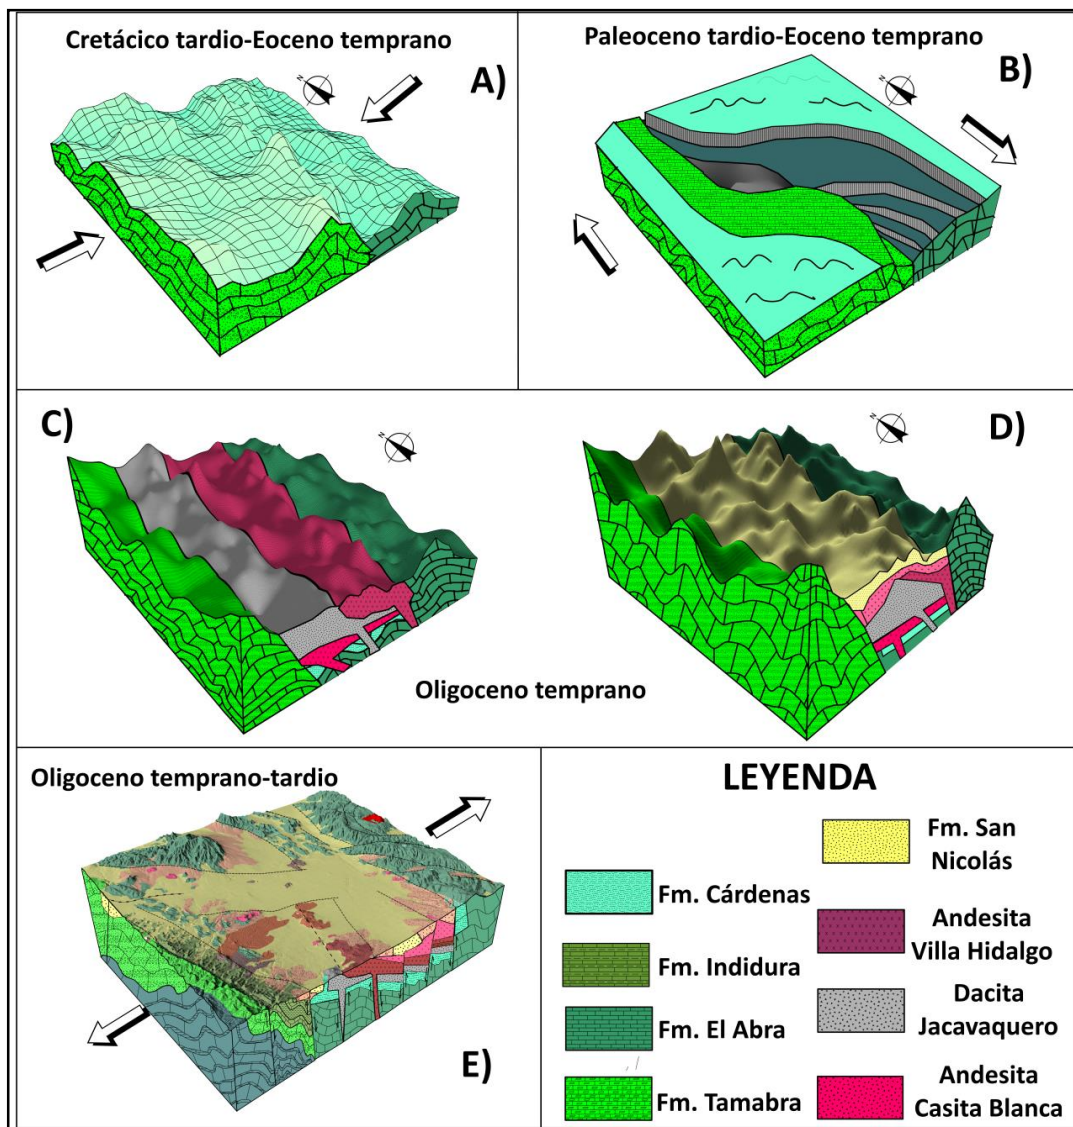 Cretácico tardio-Eoceno temprano
N
A)
Paleoceno tardio-Eoceno temprano
N
B)
C)
N
N
D)
Oligoceno temprano
Oligoceno temprano-tardio
E)
LEYENDA
Fm. Cárdenas
Fm. Indidura
Fm. El Abra
Fm. Tamabra
Fm. San
Nicolás
Andesita
Villa Hidalgo
Dacita
Jacavaquero
Andesita
Casita Blanca